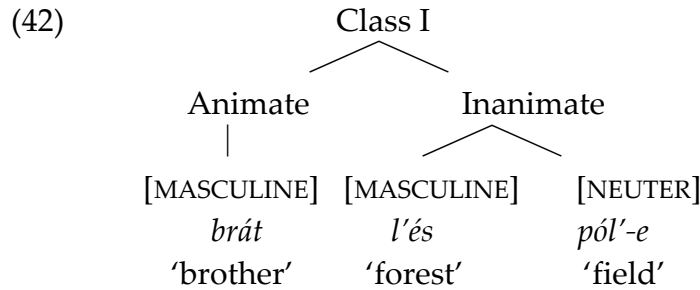 (42) Class I
Animate Inanimate
[MASCULINE] [MASCULINE] [NEUTER]
brát l'és pól'-e
‘brother’ ‘forest’ ‘field’